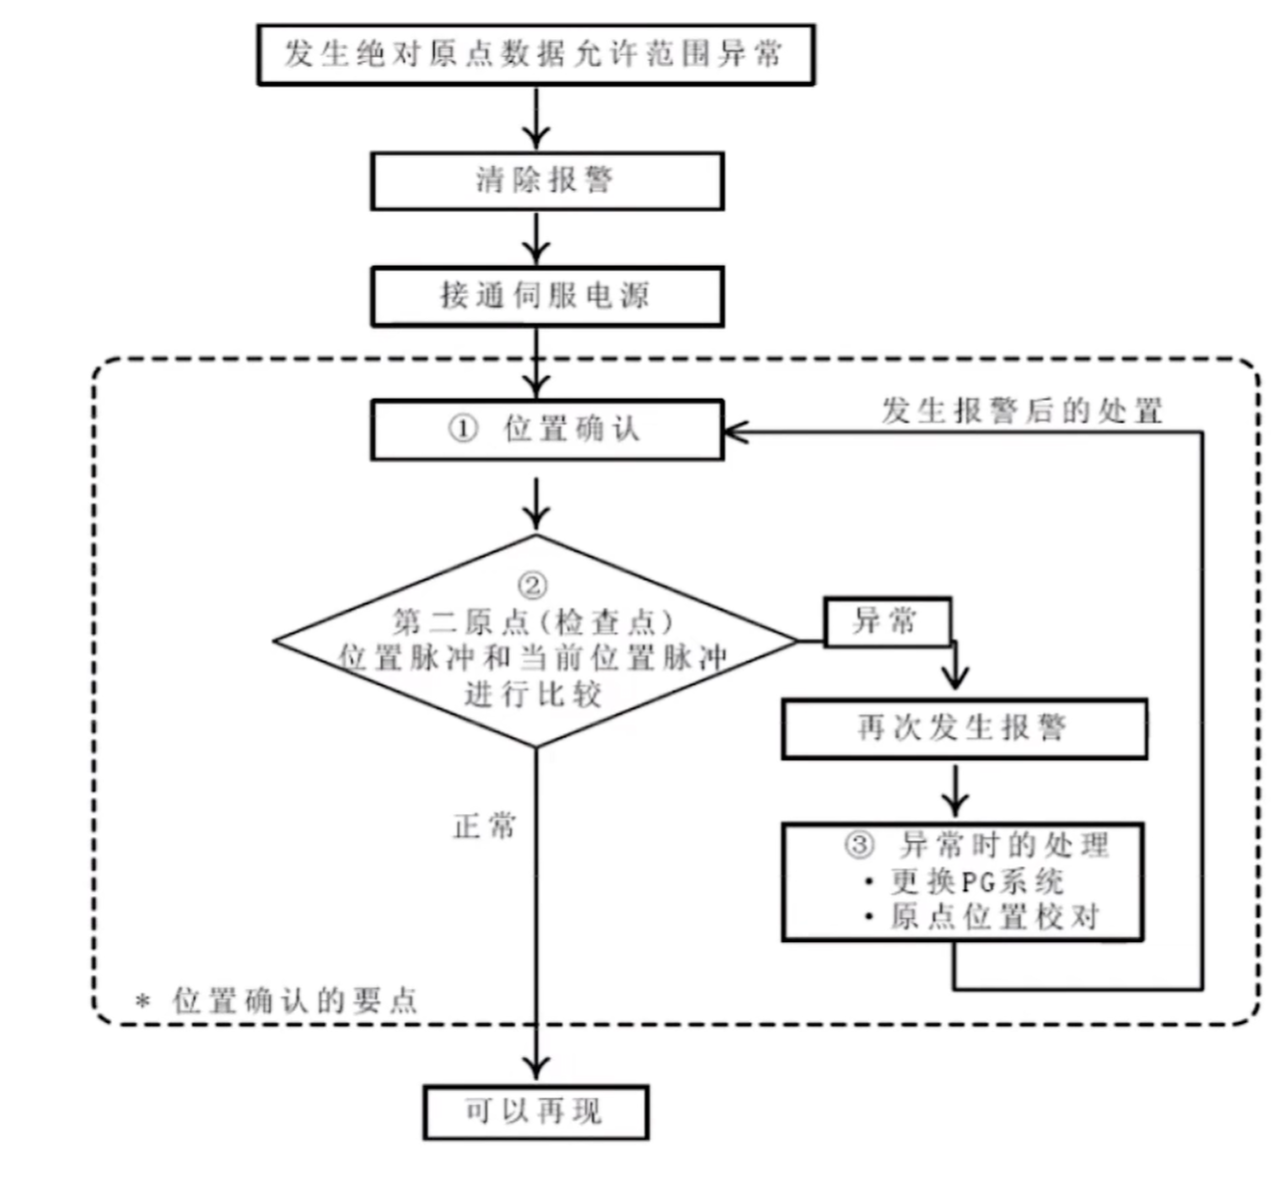 发生绝对原点数据允许范围异常
清除报警
接通伺服电源
① 位置确认
发生报警后的处置
②
第二原点(检查点)
位置脉冲和当前位置脉冲
进行比较
异常
再次发生报警
正常
③ 异常时的处理
・更换PG系统
・原点位置校对
* 位置确认的要点
可以再现